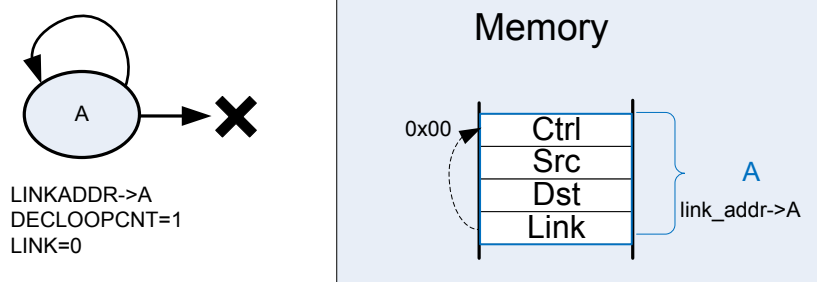 A
LINKADDR->A
DECLOOPCNT=1
LINK=0
Memory
0x00
Ctrl
Src
Dst
Link
A
link_addr->A